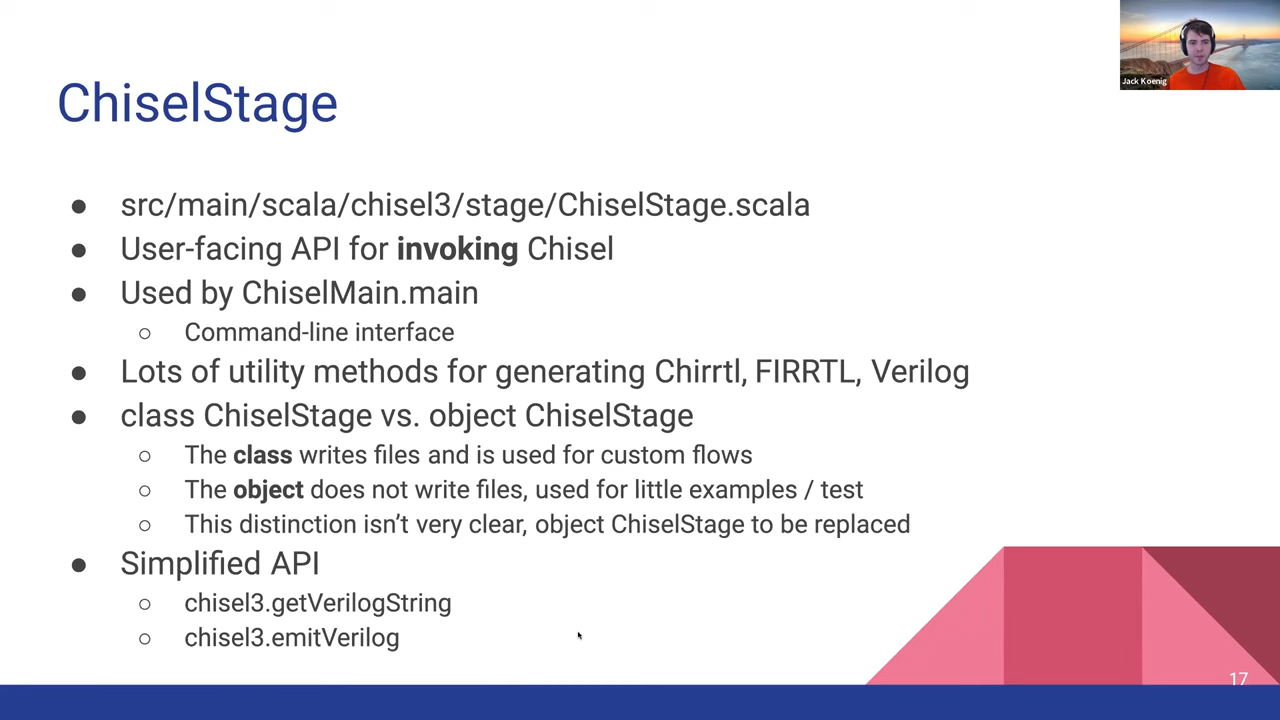 Jack Koenig
ChiselStage
● src/main/scala/chisel3/stage/ChiselStage.scala
● User-facing API for invoking Chisel
● Used by ChiselMain.main
○ Command-line interface
● Lots of utility methods for generating Chirrtl, FIRRTL, Verilog
● class ChiselStage vs. object ChiselStage
○ The class writes files and is used for custom flows
○ The object does not write files, used for little examples / test
○ This distinction isn't very clear, object ChiselStage to be replaced
● Simplified API
○ chisel3.getVerilogString
○ chisel3.emitVerilog
17